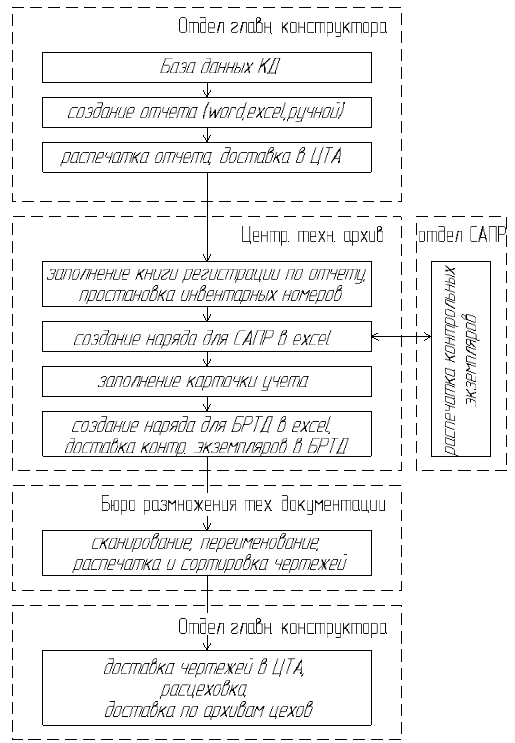 Отдел главн. конструктора
База данных КД
создание отчета (word,excel,ручной)
распечатка отчета, доставка в ЦТА
Центр. техн. архив
отдел САПР
заполнение книги регистрации по отчету,
простановка инвентарных номеров
распечатка контрольных
экземпляров
создание наряда для САПР в excel
заполнение карточки учета
создание наряда для БРТД в excel,
доставка контр. экземпляров в БРТД
Бюро размножения тех. документации
сканирование, переименование,
распечатка и сортировка чертежей
Отдел главн. конструктора
доставка чертежей в ЦТА,
расцеховка,
доставка по архивам цехов